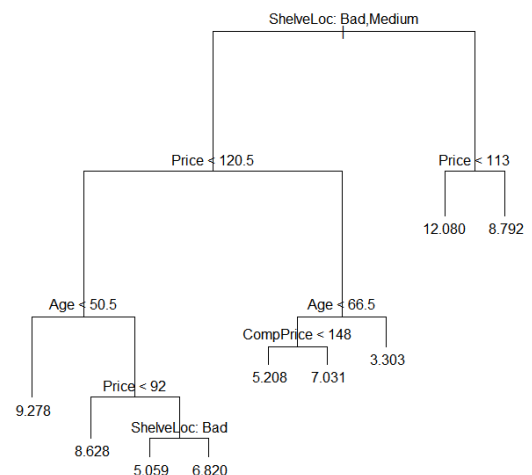 ShelveLoc: Bad,Medium
Price < 120.5
Price < 113
12.080
8.792
Age < 50.5
Age < 66.5
CompPrice < 148
3.303
5.208
7.031
9.278
Price < 92
8.628
ShelveLoc: Bad
5.059
6.820